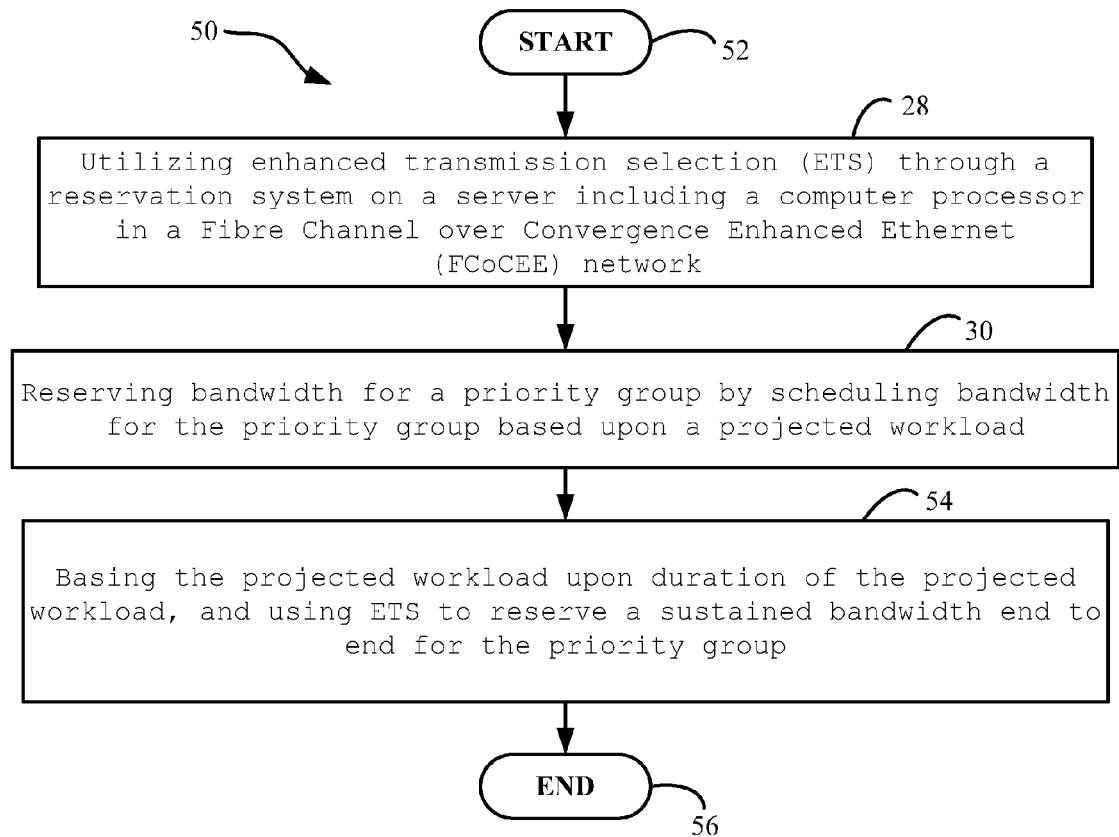 50
START
52
28
Utilizing enhanced transmission selection (ETS) through a
reservation system on a server including a computer processor
in a Fibre Channel over Convergence Enhanced Ethernet
(FCoCEE) network
30
Reserving bandwidth for a priority group by scheduling bandwidth
for the priority group based upon a projected workload
54
Basing the projected workload upon duration of the projected
workload, and using ETS to reserve a sustained bandwidth end to
end for the priority group
END
56